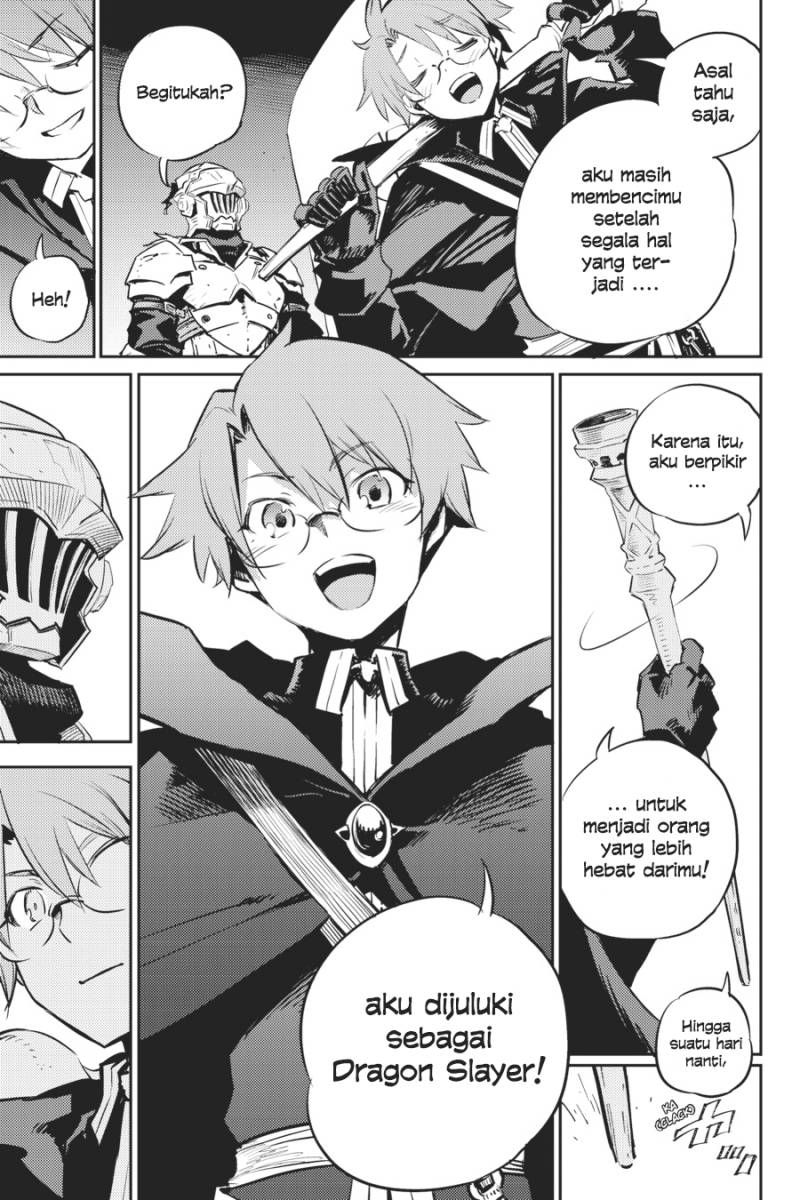 Asal
tahu
saja,
aku masih
membencimu
setelah
segala hal
yang ter-
jadi ....
Begitukah?
Heh!
Karena itu,
aku berpikir
...
... untuk
menjadi orang
yang lebih
hebat darimu!
Hingga
suatu hari
nanti,
KA
(GLAGK)
aku dijuluki
sebagai
Dragon Slayer!